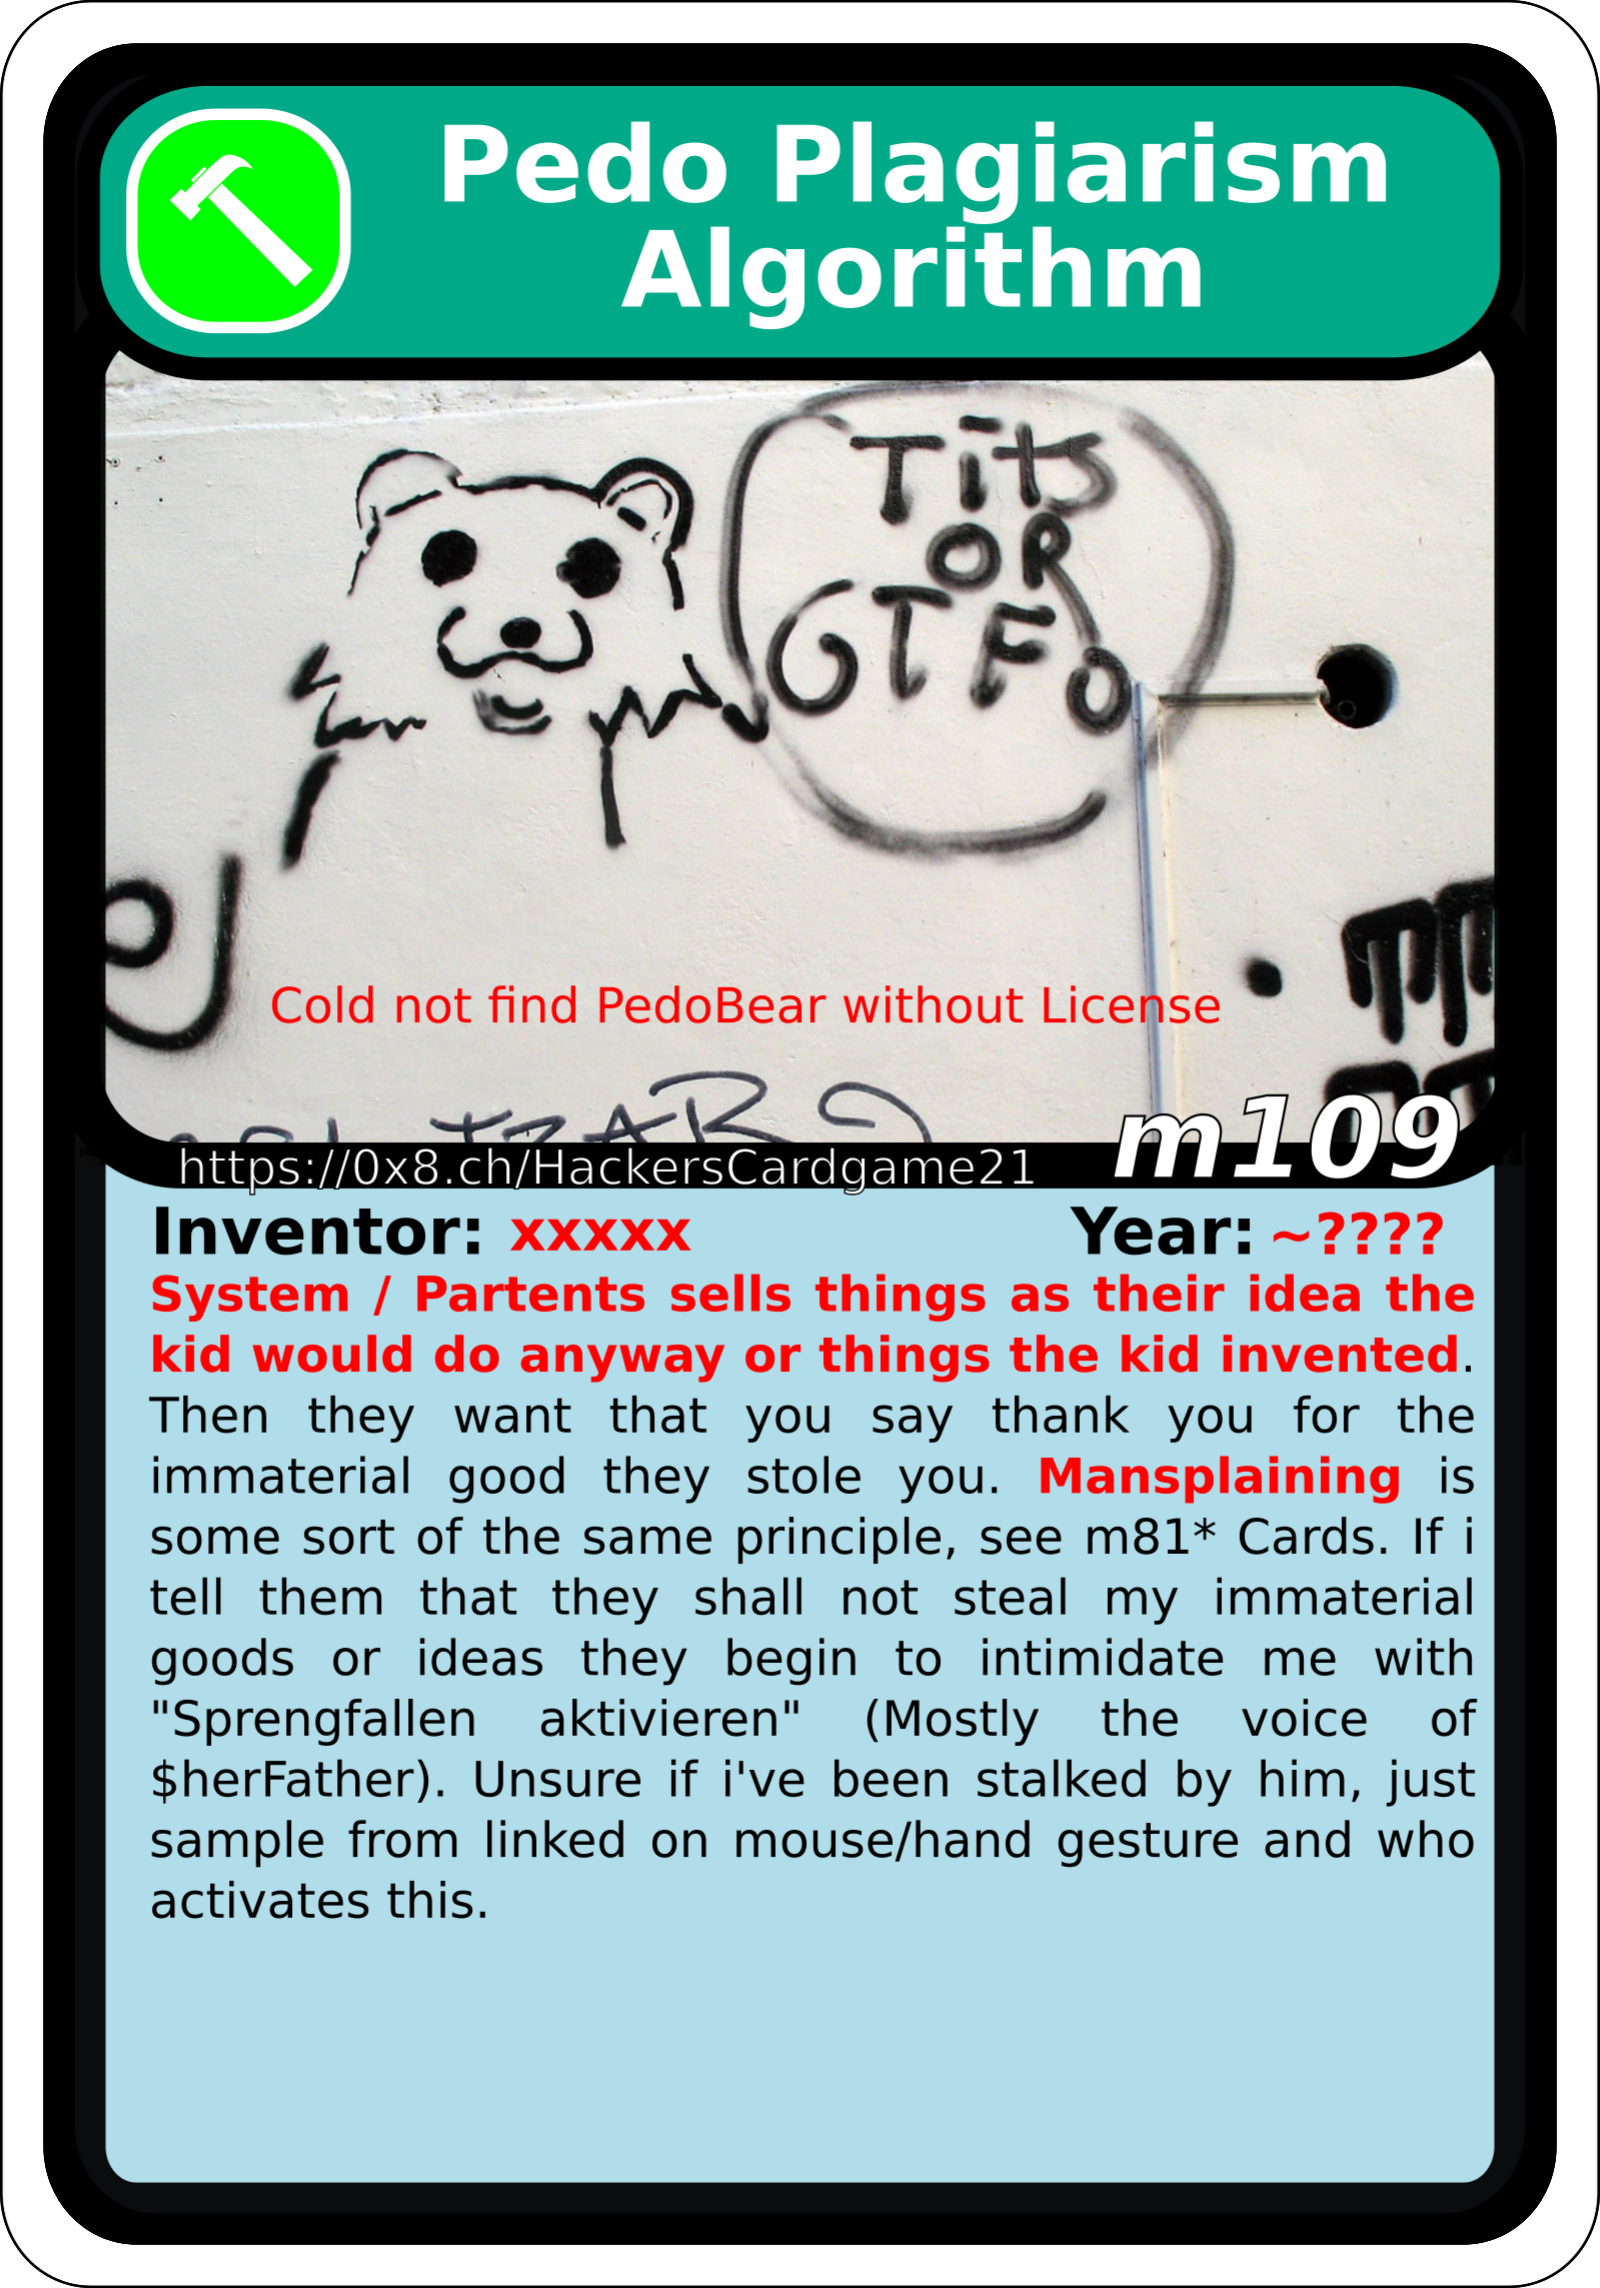 Pedo Plagiarism
Algorithm
Tits
OR
GTFO
Cold not find PedoBear without License
m109
https://0x8.ch/HackersCardgame21
Inventor: xxxxx Year: ~????
System / Partents sells things as their idea the
kid would do anyway or things the kid invented.
Then they want that you say thank you for the
immaterial good they stole you. Mansplaining is
some sort of the same principle, see m81* Cards. If i
tell them that they shall not steal my immaterial
goods or ideas they begin to intimidate me with
"Sprengfallen aktivieren" (Mostly the voice of
$herFather). Unsure if i've been stalked by him, just
sample from linked on mouse/hand gesture and who
activates this.